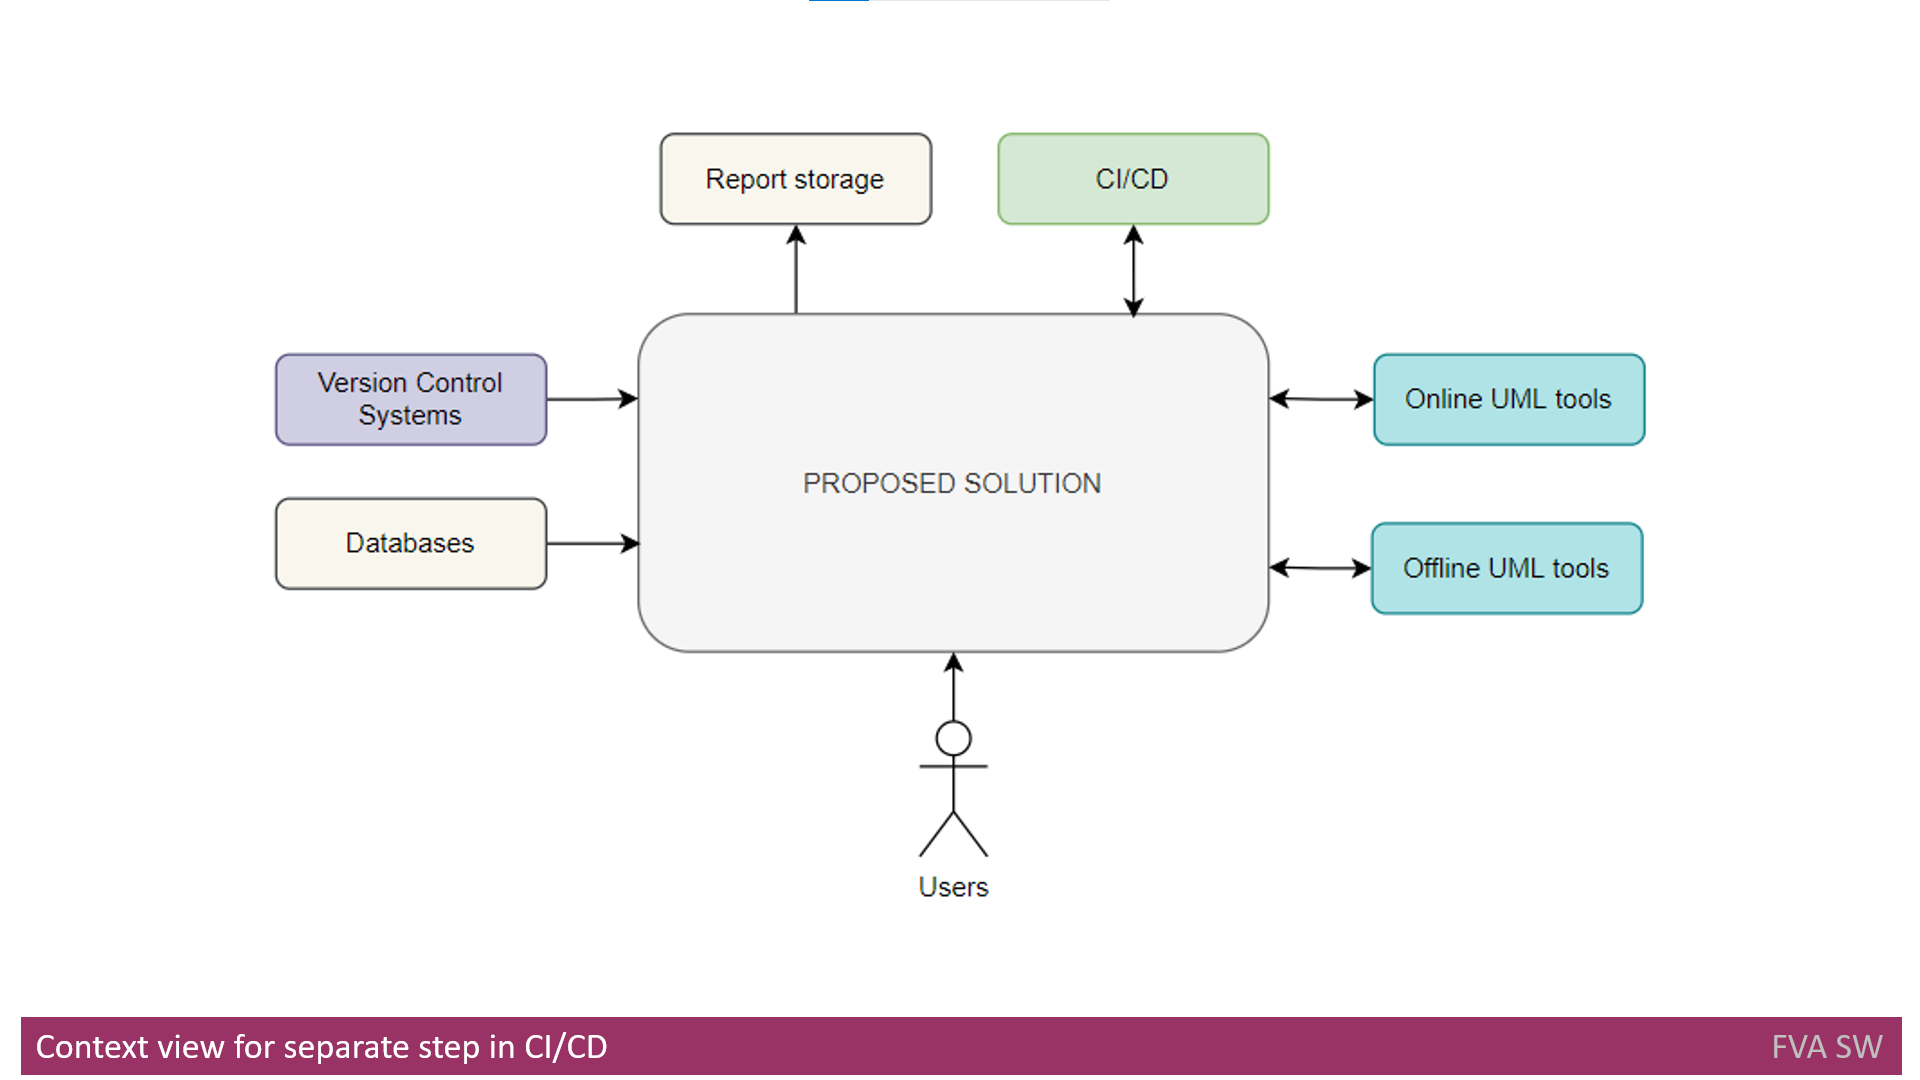 Report storage
CI/CD
Version Control
Systems
Online UML tools
PROPOSED SOLUTION
Databases
Offline UML tools
Users
Context view for separate step in CI/CD
FVA SW